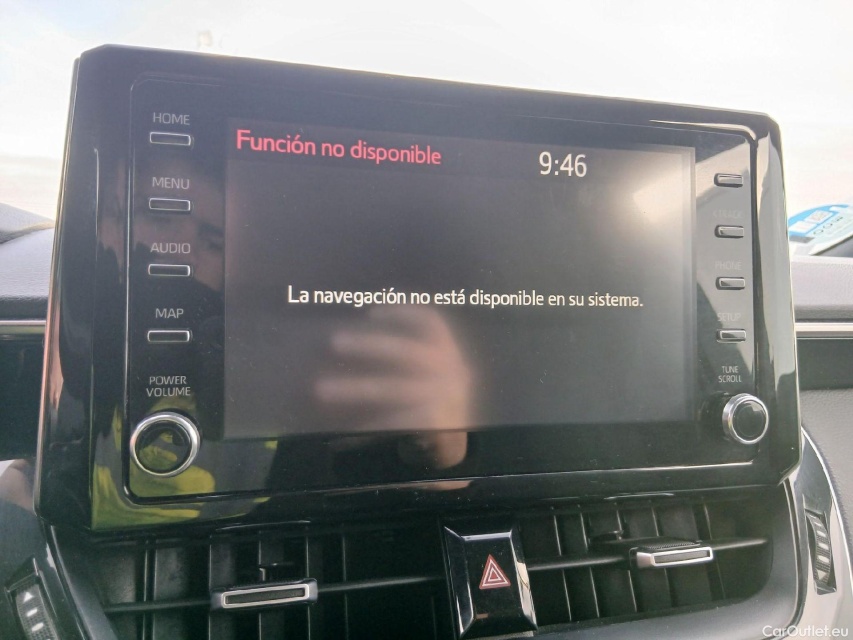 HOME
Función no disponible
9:46
MENU
AUDIO
La navegación no está disponible en su sistema.
PHONE
MAP
SETUP
POWER
VOLUME
TUNE
SCROLL
CarOutlet.eu